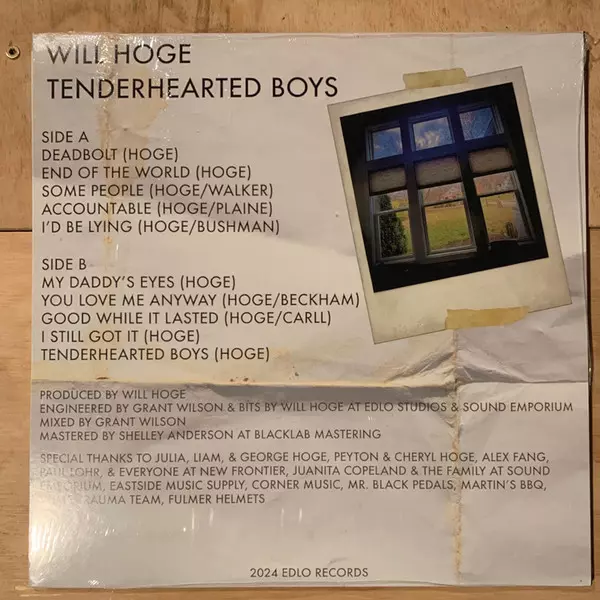 WILL HOGE
TENDERHEARTED BOYS
SIDE A
DEADBOLT (HOGE)
END OF THE WORLD (HOGE)
SOME PEOPLE (HOGE/WALKER)
ACCOUNTABLE (HOGE/PLAINE)
I'D BE LYING (HOGE/BUSHMAN)
SIDE B
MY DADDY'S EYES (HOGE)
YOU LOVE ME ANYWAY (HOGE/BECKHAM)
GOOD WHILE IT LASTED (HOGE/CARLL)
I STILL GOT IT (HOGE)
TENDERHEARTED BOYS (HOGE)
PRODUCED BY WILL HOGE
ENGINEERED BY GRANT WILSON & BITS BY WILL HOGE AT EDLO STUDIOS & SOUND EMPORIUM
MIXED BY GRANT WILSON
MASTERED BY SHELLEY ANDERSON AT BLACKLAB MASTERING
SPECIAL THANKS TO JULIA, LIAM, & GEORGE HOGE, PEYTON & CHERYL HOGE, ALEX FANG,
PAUL LOHR, & EVERYONE AT NEW FRONTIER, JUANITA COPELAND & THE FAMILY AT SOUND
EMPORIUM, EASTSIDE MUSIC SUPPLY, CORNER MUSIC, MR. BLACK PEDALS, MARTIN'S BBQ,
TRAUMA TEAM, FULMER HELMETS
2024 EDLO RECORDS